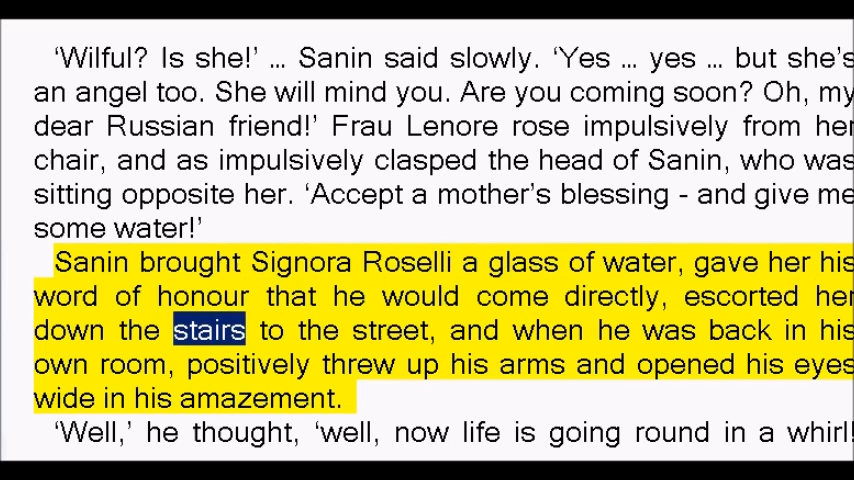 ‘Wilful? Is she!’ ... Sanin said slowly. ‘Yes ... yes ... but she’s
an angel too. She will mind you. Are you coming soon? Oh, my
dear Russian friend!’ Frau Lenore rose impulsively from her
chair, and as impulsively clasped the head of Sanin, who was
sitting opposite her. ‘Accept a mother’s blessing - and give me
some water!’
Sanin brought Signora Roselli a glass of water, gave her his
word of honour that he would come directly, escorted her
down the stairs to the street, and when he was back in his
own room, positively threw up his arms and opened his eyes
wide in his amazement.
‘Well,’ he thought, ‘well, now life is going round in a whirl!